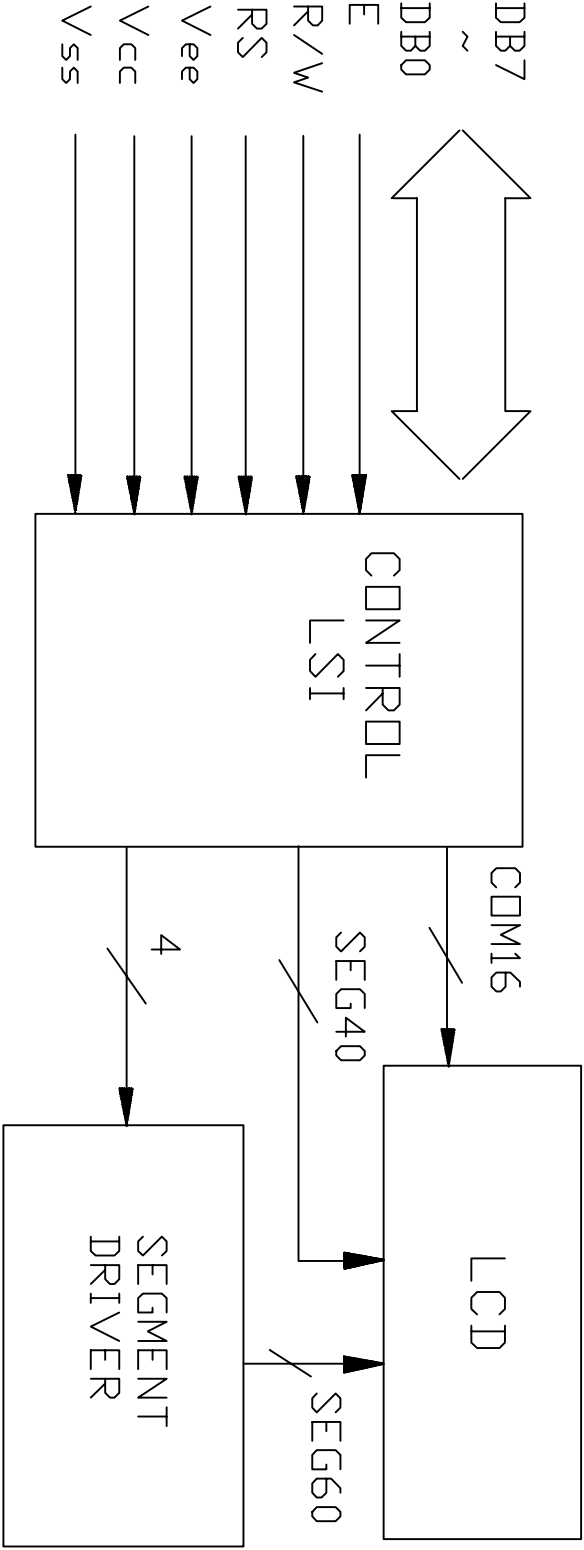 DB7
~
DB0
E
R/W
RS
Vee
Vcc
Vss
CONTROL
LSI
COM16
SEG40
4
LCD
SEG60
SEGMENT
DRIVER